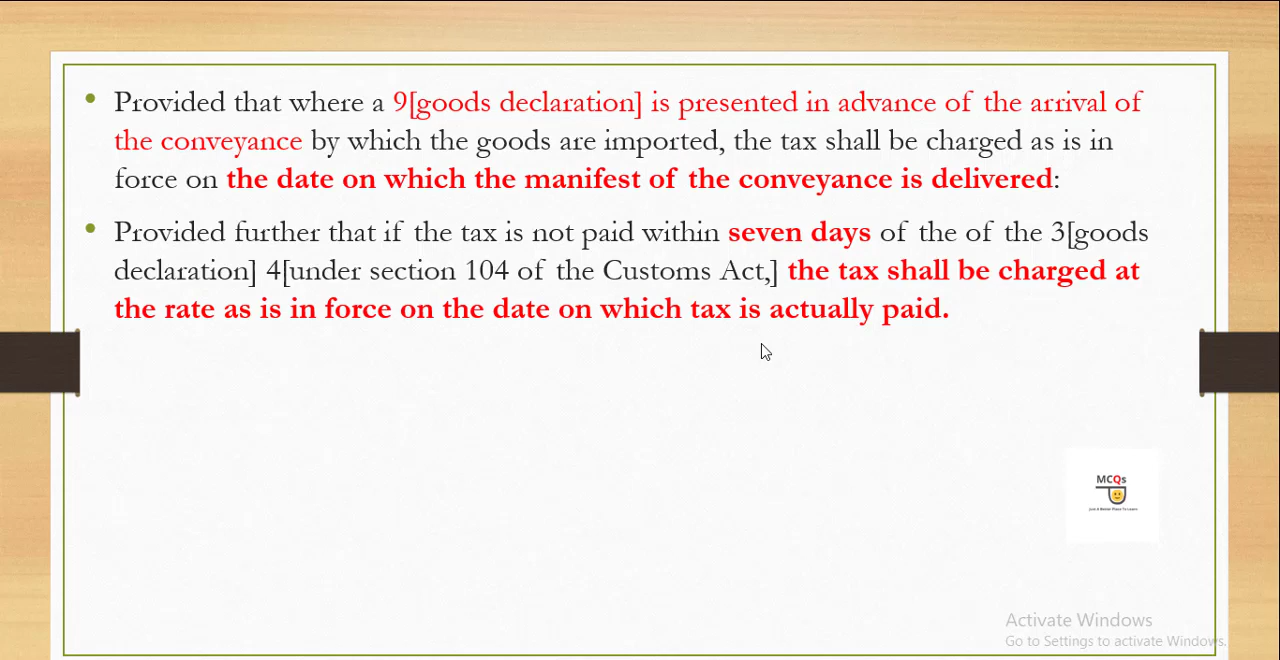 • Provided that where a 9[goods declaration] is presented in advance of the arrival of
the conveyance by which the goods are imported, the tax shall be charged as is in
force on the date on which the manifest of the conveyance is delivered:
• Provided further that if the tax is not paid within seven days of the of the 3[goods
declaration] 4[under section 104 of the Customs Act,] the tax shall be charged at
the rate as is in force on the date on which tax is actually paid.
MCQs
Just A Better Place To Learn
Activate Windows
Go to Settings to activate Windows.